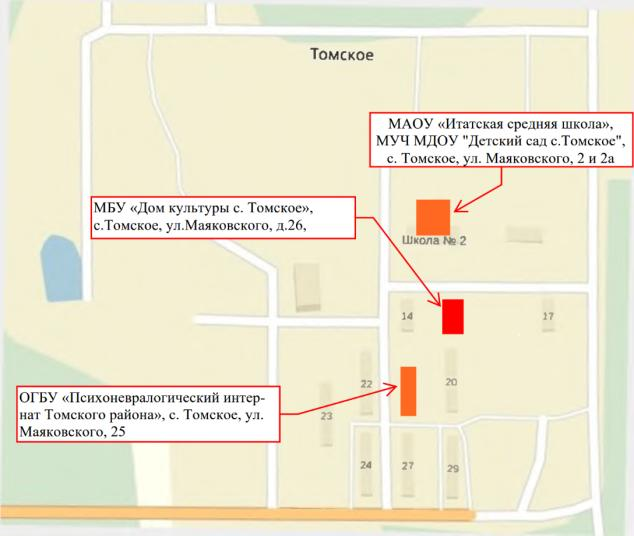 Томское
МАОУ «Итатская средняя школа»,
МУЧ МДОУ "Детский сад с.Томское",
с. Томское, ул. Маяковского, 2 и 2а
МБУ «Дом культуры с. Томское»,
с.Томское, ул.Маяковского, д.26,
Школа № 2
14
17
22
20
ОГБУ «Психоневралогический интер-
нат Томского района», с. Томское, ул.
Маяковского, 25
23
24
27
29